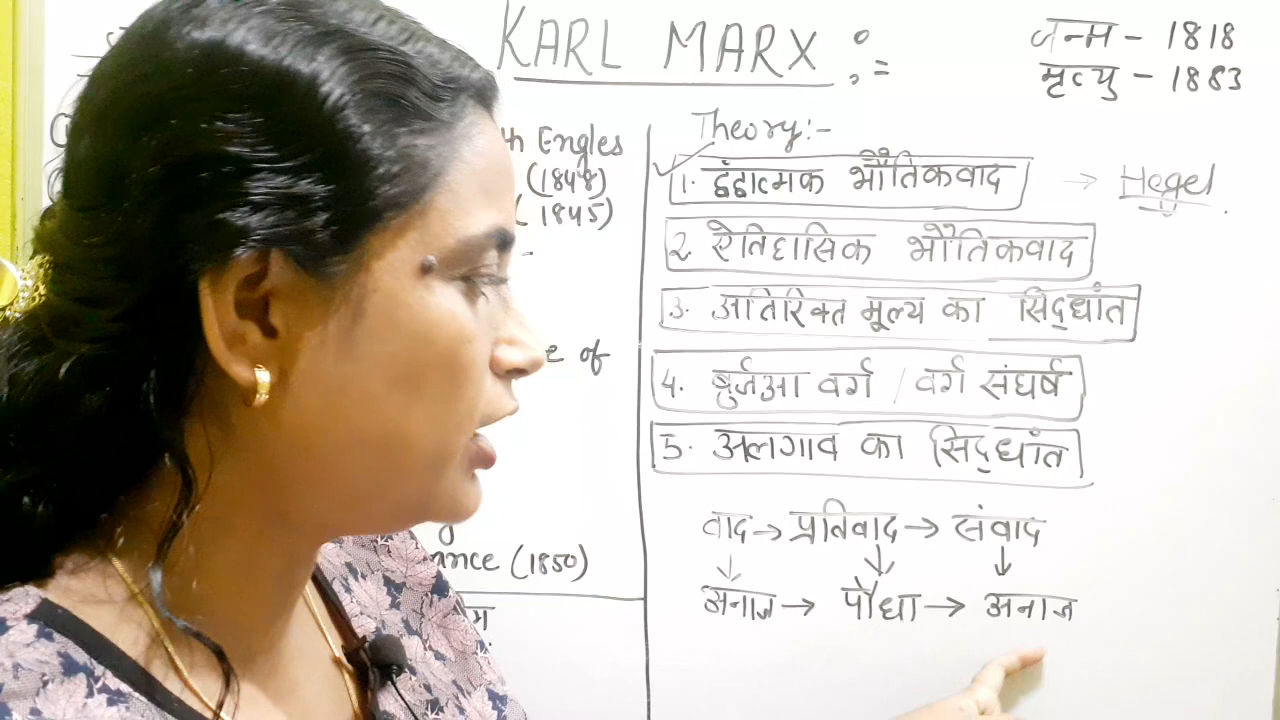 KARL MARX :=
जन्म - 1818
मृत्यु - 1883
Engles
(1848)
(1845)
of
(1850)
Theory:-
1. द्वंद्वात्मक भौतिकवाद → Hegel
2. ऐतिहासिक भौतिकवाद
3. अतिरिक्त मूल्य का सिद्धांत
4. बुर्जआ वर्ग / वर्ग संघर्ष
5. अलगाव का सिद्धांत
वाद → प्रतिवाद → संवाद
अनाज → पौधा → अनाज